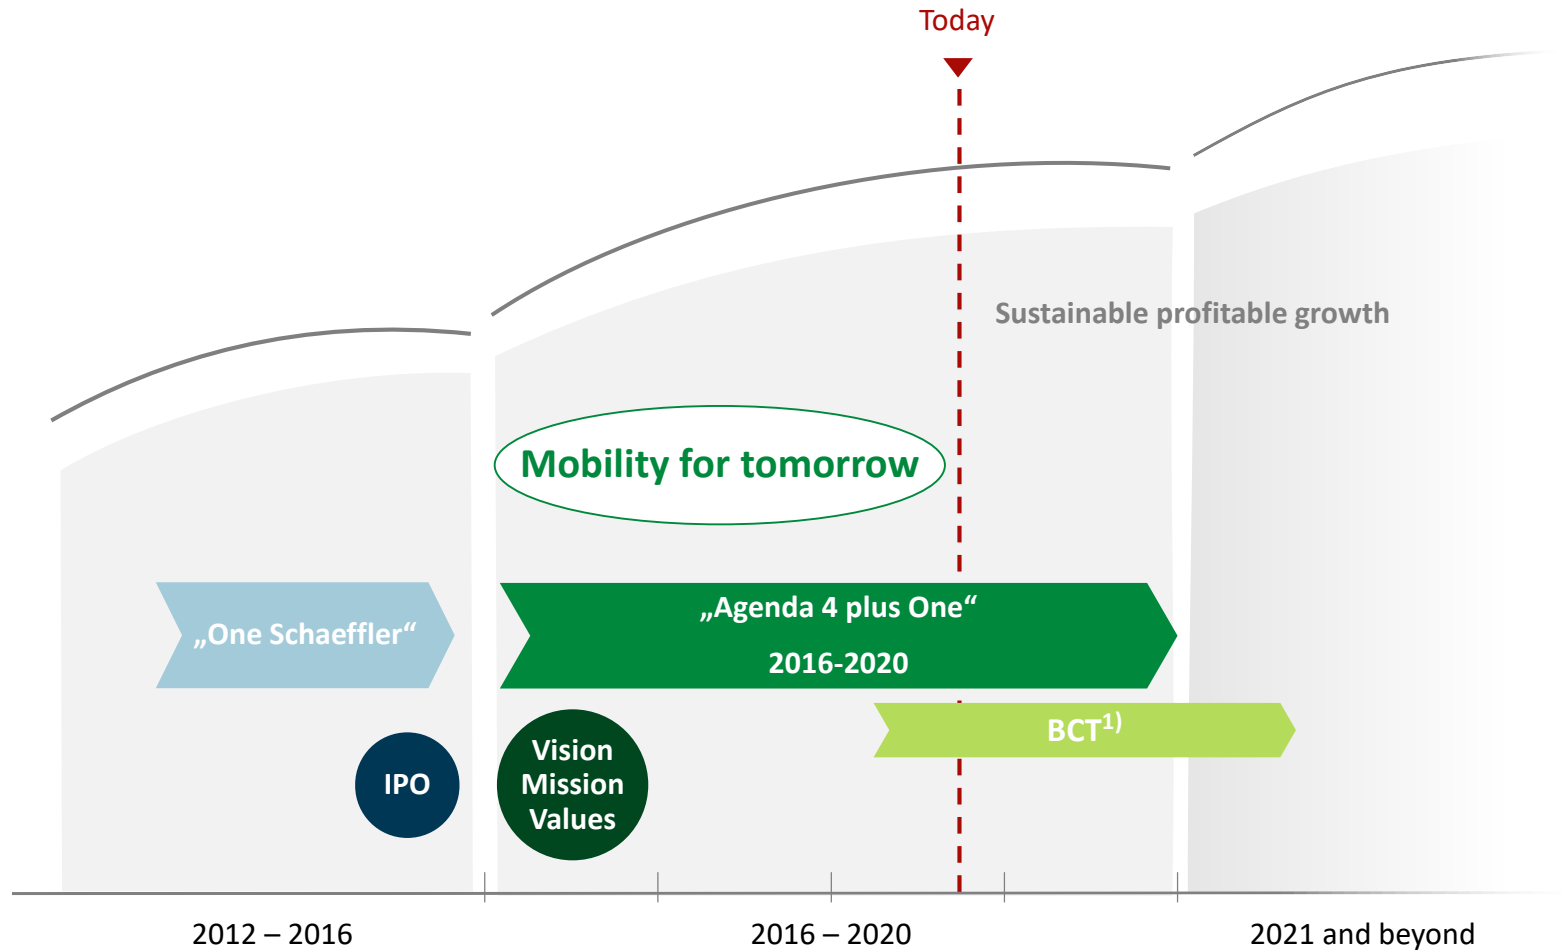 Today
Sustainable profitable growth
Mobility for tomorrow
„Agenda 4 plus One“
2016-2020
„One Schaeffler“
BCT¹⁾
Vision
Mission
Values
IPO
2012 – 2016
2016 – 2020
2021 and beyond